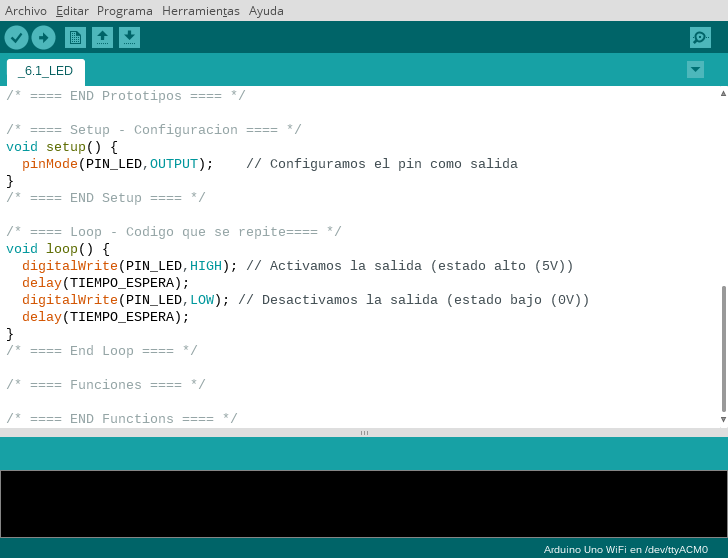 Archivo Editar Programa Herramientas Ayuda
_6.1_LED
/* ==== END Prototipos ==== */
/* ==== Setup - Configuracion ==== */
void setup() {
  pinMode(PIN_LED,OUTPUT);    // Configuramos el pin como salida
}
/* ==== END Setup ==== */
/* ==== Loop - Codigo que se repite==== */
void loop() {
  digitalWrite(PIN_LED,HIGH); // Activamos la salida (estado alto (5V))
  delay(TIEMPO_ESPERA);
  digitalWrite(PIN_LED,LOW); // Desactivamos la salida (estado bajo (0V))
  delay(TIEMPO_ESPERA);
}
/* ==== End Loop ==== */
/* ==== Funciones ==== */
/* ==== END Functions ==== */
Arduino Uno WiFi en /dev/ttyACM0